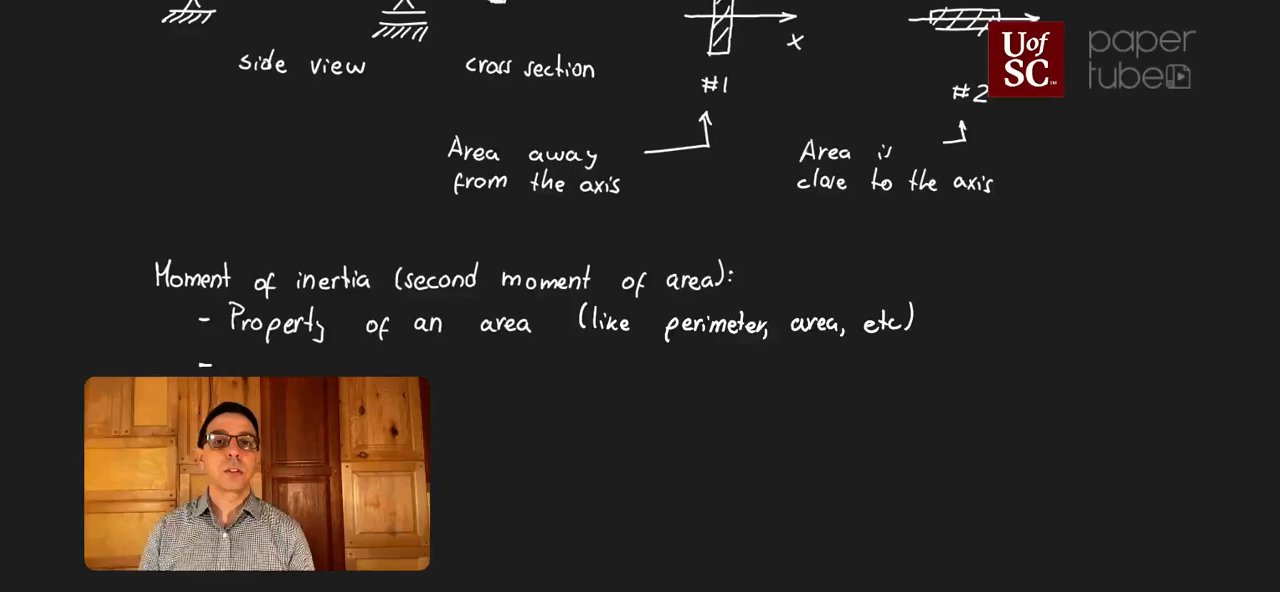 x
side view
cross section
#1
#2
Area away
from the axis
Area is
close to the axis
Moment of inertia (second moment of area):
- Property of an area (like perimeter, area, etc)
-
U of
SC
paper
tube